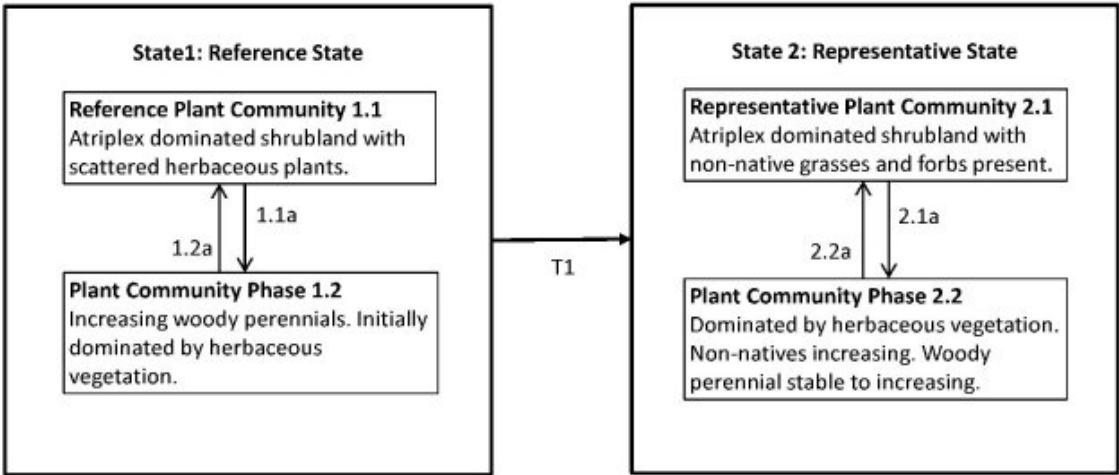 State1: Reference State
Reference Plant Community 1.1
Atriplex dominated shrubland with
scattered herbaceous plants.
1.1a
1.2a
Plant Community Phase 1.2
Increasing woody perennials. Initially
dominated by herbaceous
vegetation.
T1
State 2: Representative State
Representative Plant Community 2.1
Atriplex dominated shrubland with
non-native grasses and forbs present.
2.1a
2.2a
Plant Community Phase 2.2
Dominated by herbaceous vegetation.
Non-natives increasing. Woody
perennial stable to increasing.